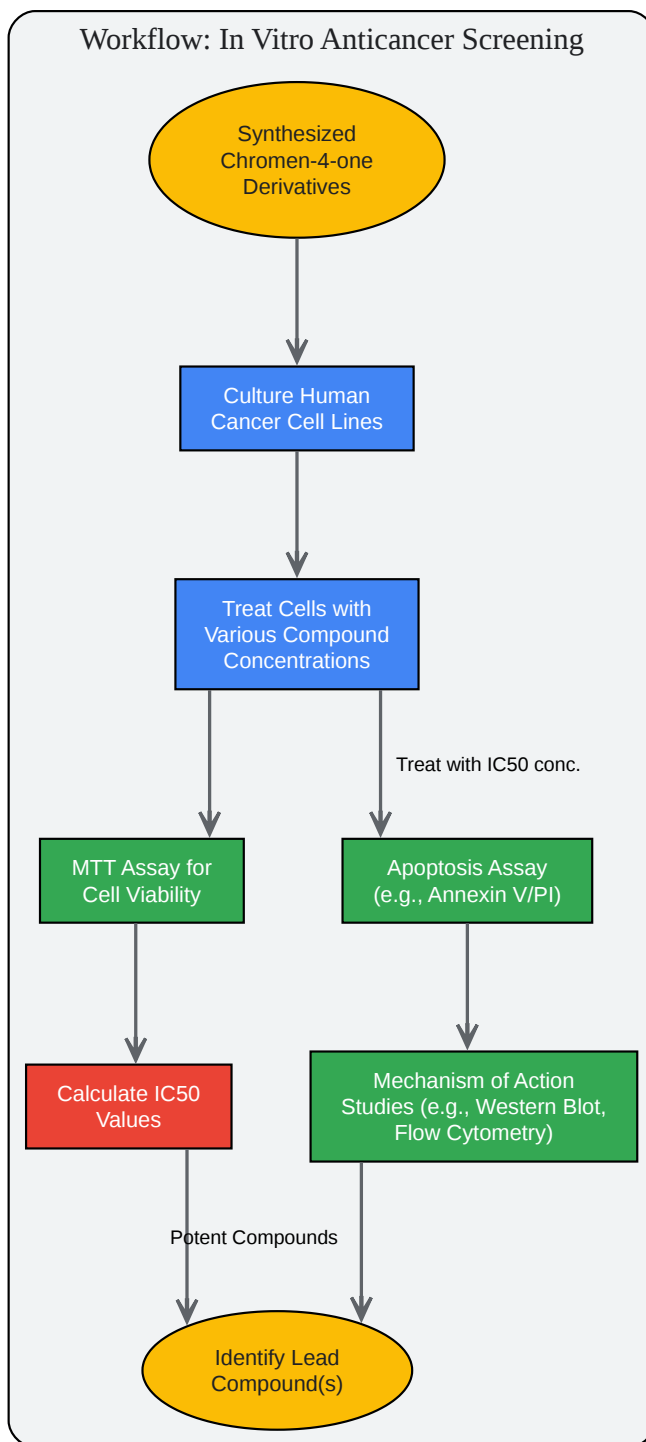 Workflow: In Vitro Anticancer Screening
Synthesized
Chromen-4-one
Derivatives
Culture Human
Cancer Cell Lines
Treat Cells with
Various Compound
Concentrations
Treat with IC50 conc.
MTT Assay for
Cell Viability
Apoptosis Assay
(e.g., Annexin V/PI)
Calculate IC50
Values
Mechanism of Action
Studies (e.g., Western Blot,
Flow Cytometry)
Potent Compounds
Identify Lead
Compound(s)